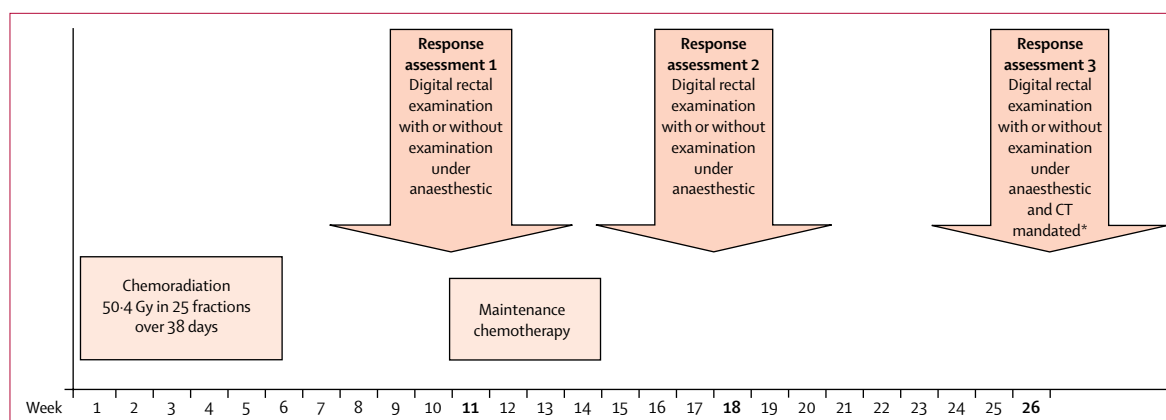 Response
assessment 1
Digital rectal
examination
with or without
examination
under
anaesthestic
Response
assessment 2
Digital rectal
examination
with or without
examination
under
anaesthestic
Response
assessment 3
Digital rectal
examination
with or without
examination
under
anaesthestic
and CT
mandated*
Chemoradiation
50·4 Gy in 25 fractions
over 38 days
Maintenance
chemotherapy
Week 1 2 3 4 5 6 7 8 9 10 11 12 13 14 15 16 17 18 19 20 21 22 23 24 25 26